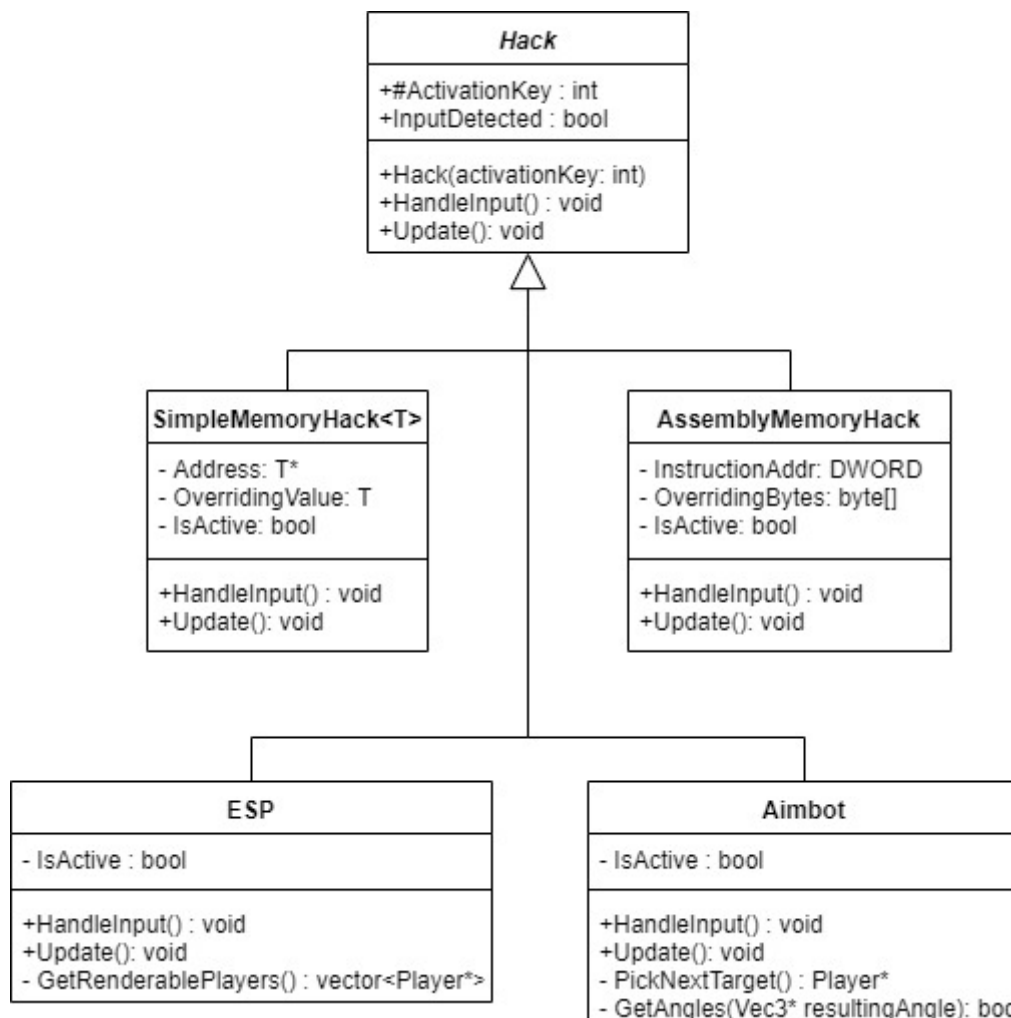 Hack
+#ActivationKey : int
+InputDetected : bool
+Hack(activationKey: int)
+HandleInput() : void
+Update(): void
SimpleMemoryHack<T>
- Address: T*
- OverridingValue: T
- IsActive: bool
+HandleInput() : void
+Update(): void
AssemblyMemoryHack
- InstructionAddr: DWORD
- OverridingBytes: byte[]
- IsActive: bool
+HandleInput() : void
+Update(): void
ESP
- IsActive : bool
+HandleInput() : void
+Update(): void
- GetRenderablePlayers() : vector<Player*>
Aimbot
- IsActive : bool
+HandleInput() : void
+Update(): void
- PickNextTarget() : Player*
- GetAngles(Vec3* resultingAngle):